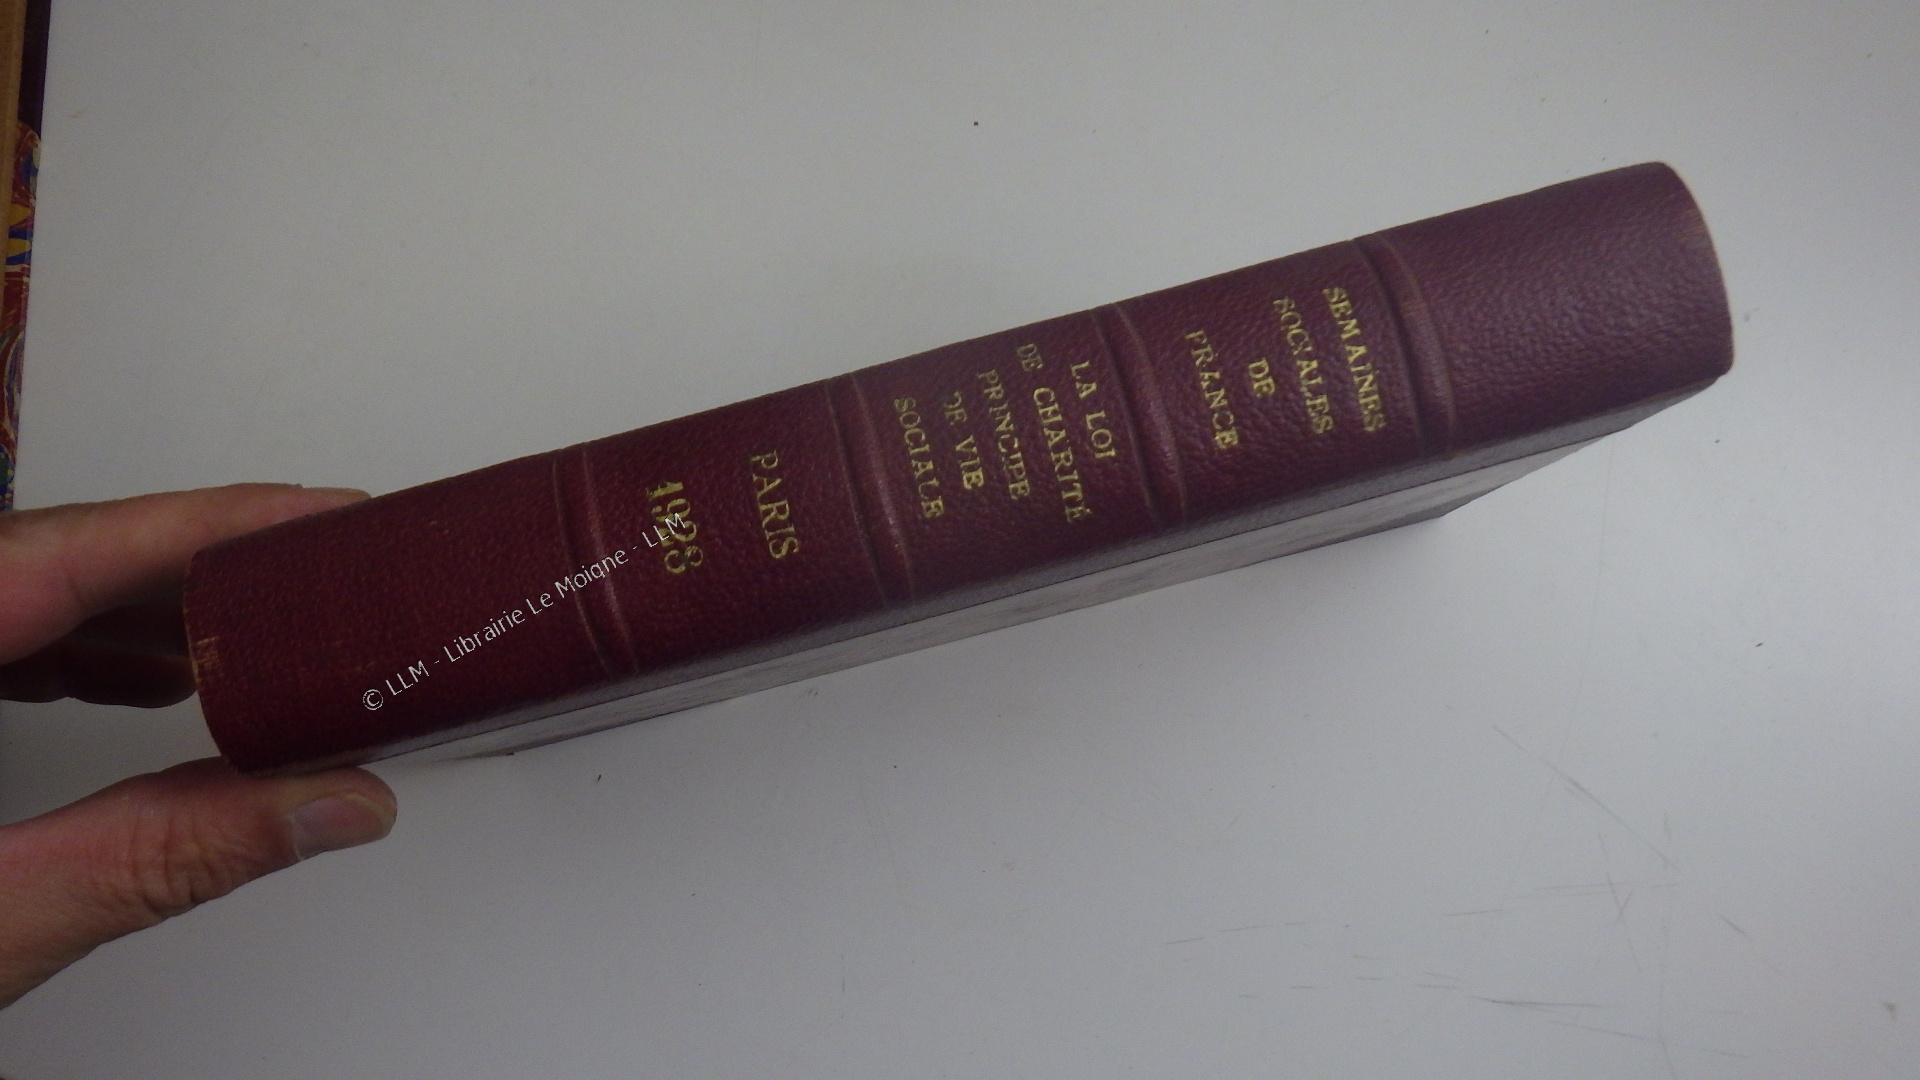 SEMAINES
SOCIALES
DE
FRANCE
LA LOI
DE CHARITÉ
PRINCIPE
DE VIE
SOCIALE
PARIS
1928
© LLM - Librairie Le Moigne - LLM